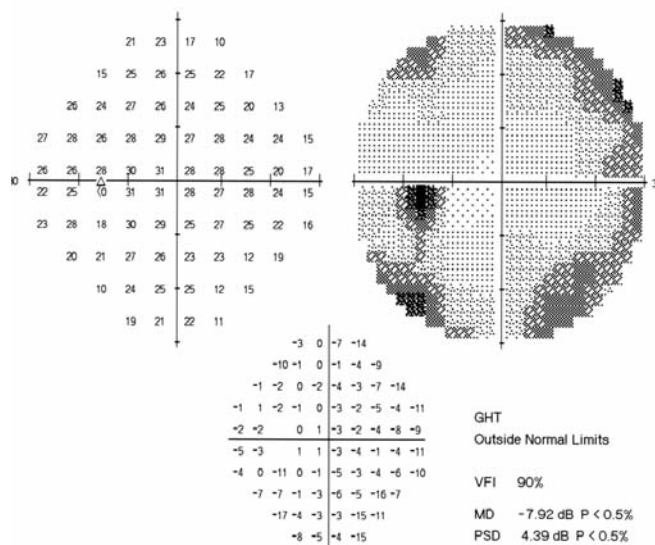 21 23 17 10
15 25 26 25 22 17
26 24 27 26 24 25 20 13
27 28 26 28 29 27 28 24 24 15
26 26 28 30 31 28 28 25 20 17
22 25 <0 31 31 28 27 28 24 15
23 28 18 30 29 25 27 25 22 16
20 21 27 26 23 23 12 19
10 24 25 25 12 15
19 21 22 11
-3 0 -7 -14
-10 -1 0 -1 -4 -9
-1 -2 0 -2 -4 -3 -7 -14
-1 1 -2 -1 0 -3 -2 -5 -4 -11
-2 -2 0 1 -3 -2 -4 -8 -9
-5 -3 1 1 -3 -4 -1 -4 -11
-4 0 -11 0 -1 -5 -3 -4 -6 -10
-7 -7 -1 -3 -6 -5 -16 -7
-17 -4 -3 -3 -15 -11
-8 -5 -4 -15
GHT
Outside Normal Limits
VFI 90%
MD -7.92 dB P < 0.5%
PSD 4.39 dB P < 0.5%